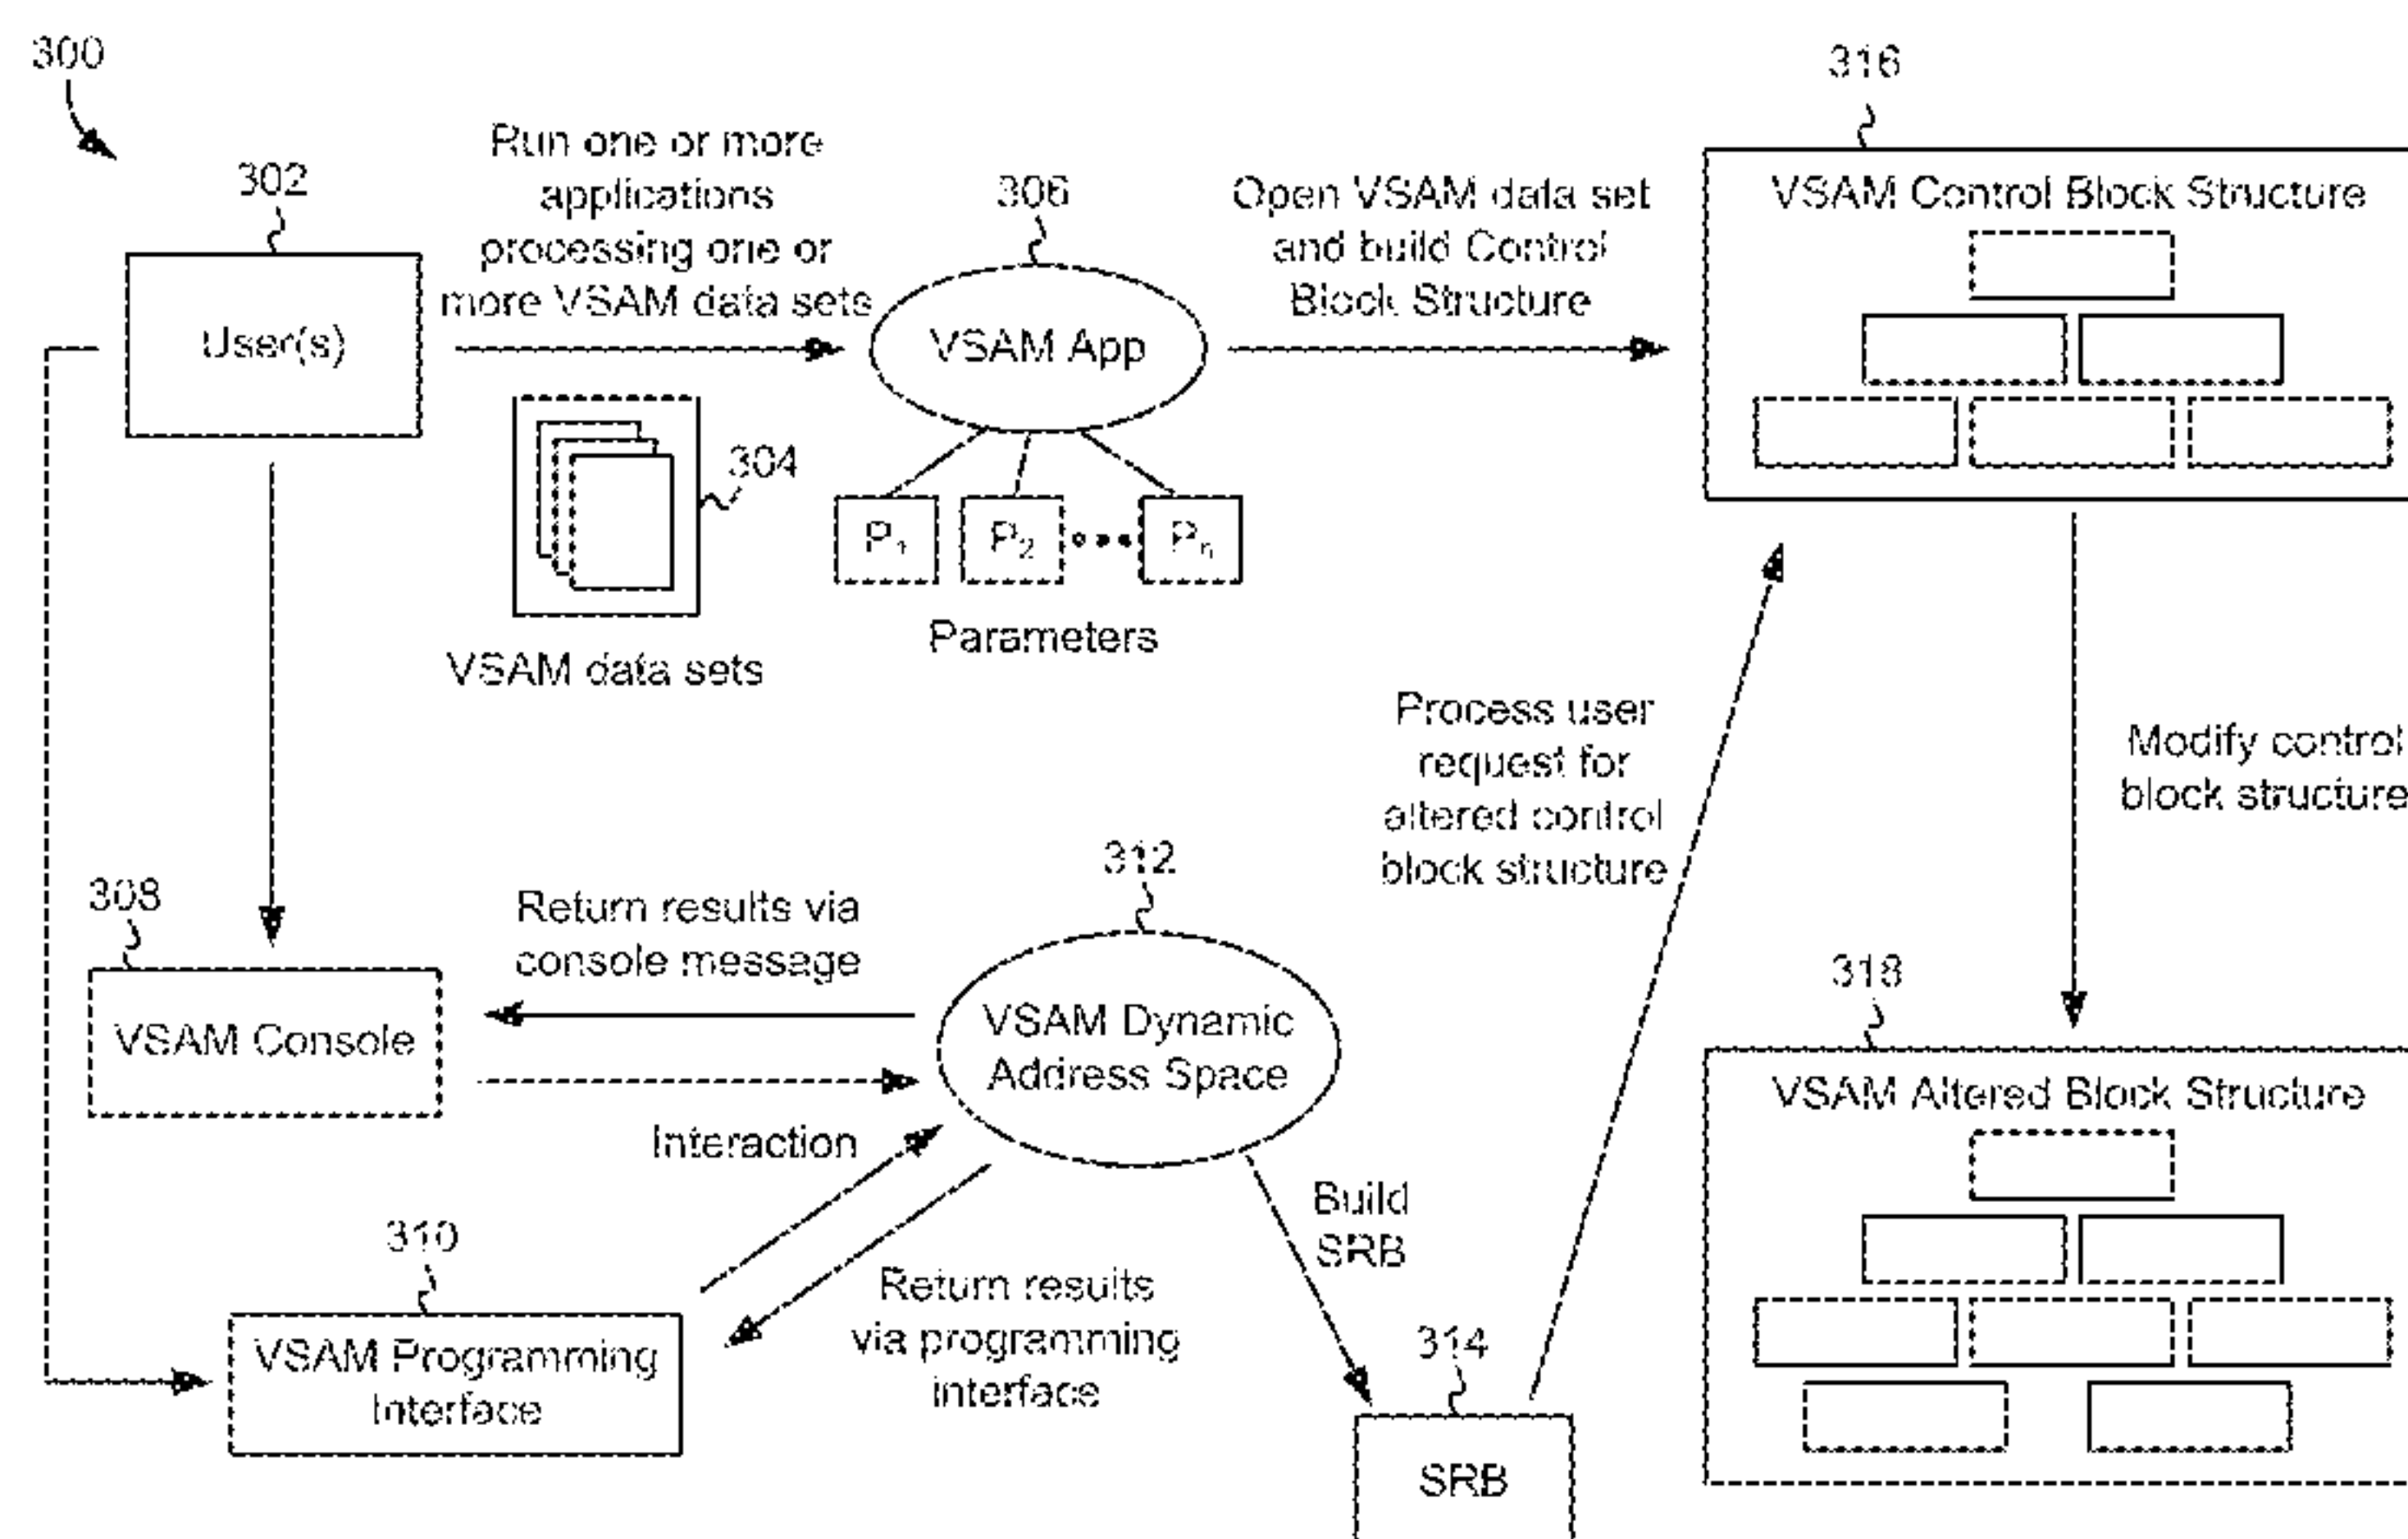 300
302
User(s)
Run one or more
applications
processing one or
more VSAM data sets
304
VSAM data sets
306
VSAM App
P1
P2
Pn
Parameters
Open VSAM data set
and build Control
Block Structure
316
VSAM Control Block Structure
Process user
request for
altered control
block structure
Modify control
block structure
308
VSAM Console
Return results via
console message
Interaction
312
VSAM Dynamic
Address Space
310
VSAM Programming
Interface
Return results
via programming
interface
Build
SRB
314
SRB
318
VSAM Altered Block Structure